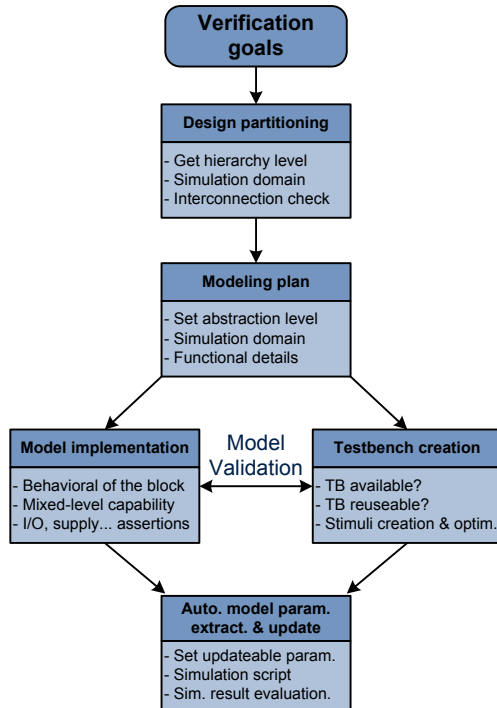 Verification
goals
Design partitioning
- Get hierarchy level
- Simulation domain
- Interconnection check
Modeling plan
- Set abstraction level
- Simulation domain
- Functional details
Model implementation
- Behavioral of the block
- Mixed-level capability
- I/O, supply... assertions
Model
Validation
Testbench creation
- TB available?
- TB reuseable?
- Stimuli creation & optim.
Auto. model param.
extract. & update
- Set updateable param.
- Simulation script
- Sim. result evaluation.